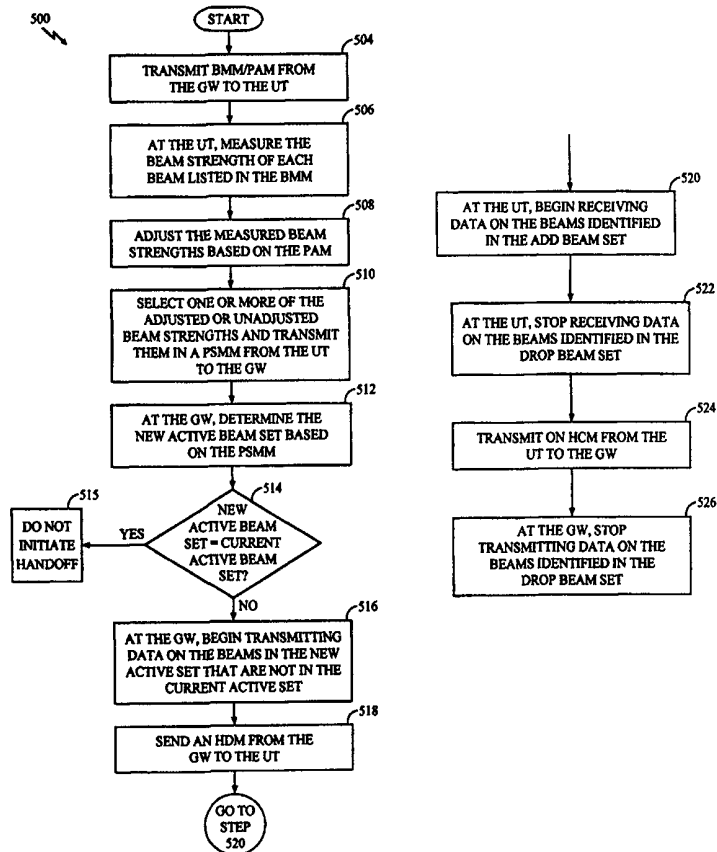 500
START
504
TRANSMIT BMM/PAM FROM
THE GW TO THE UT
506
AT THE UT, MEASURE THE
BEAM STRENGTH OF EACH
BEAM LISTED IN THE BMM
508
ADJUST THE MEASURED BEAM
STRENGTHS BASED ON THE PAM
510
SELECT ONE OR MORE OF THE
ADJUSTED OR UNADJUSTED
BEAM STRENGTHS AND TRANSMIT
THEM IN A PSMM FROM THE UT
TO THE GW
512
AT THE GW, DETERMINE THE
NEW ACTIVE BEAM SET BASED
ON THE PSMM
514
NEW
ACTIVE BEAM
SET = CURRENT
ACTIVE BEAM
SET?
YES
515
DO NOT
INITIATE
HANDOFF
NO
516
AT THE GW, BEGIN TRANSMITTING
DATA ON THE BEAMS IN THE NEW
ACTIVE SET THAT ARE NOT IN THE
CURRENT ACTIVE SET
518
SEND AN HDM FROM THE
GW TO THE UT
GO TO
STEP
520
520
AT THE UT, BEGIN RECEIVING
DATA ON THE BEAMS IDENTIFIED
IN THE ADD BEAM SET
522
AT THE UT, STOP RECEIVING DATA
ON THE BEAMS IDENTIFIED IN THE
DROP BEAM SET
524
TRANSMIT ON HCM FROM THE
UT TO THE GW
526
AT THE GW, STOP
TRANSMITTING DATA ON THE
BEAMS IDENTIFIED IN THE
DROP BEAM SET